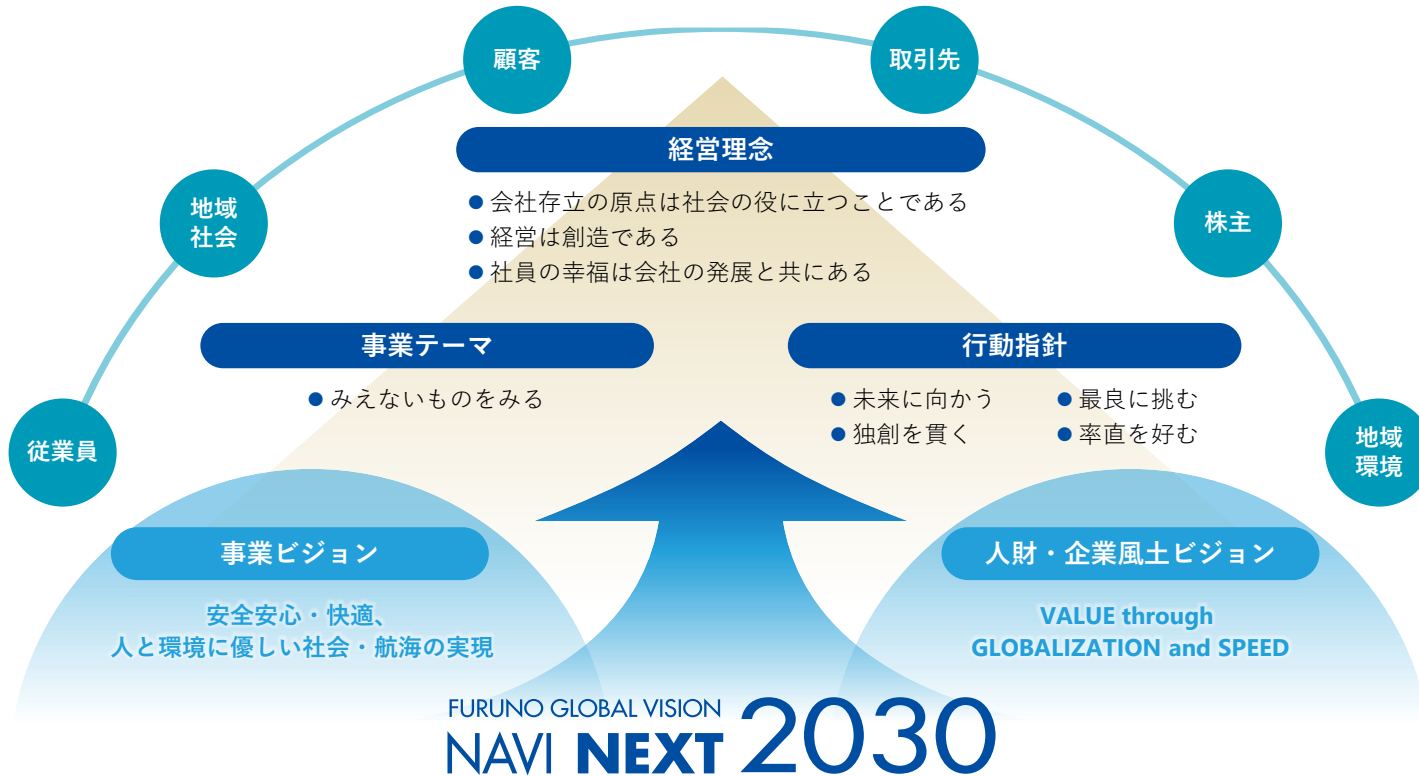 顧客
取引先
地域
社会
株主
従業員
地域
環境
経営理念
● 会社存立の原点は社会の役に立つことである
● 経営は創造である
● 社員の幸福は会社の発展と共にある
事業テーマ
● みえないものをみる
行動指針
● 未来に向かう ● 最良に挑む
● 独創を貫く ● 率直を好む
事業ビジョン
安全安心・快適、
人と環境に優しい社会・航海の実現
人財・企業風土ビジョン
VALUE through
GLOBALIZATION and SPEED
FURUNO GLOBAL VISION
NAVI NEXT 2030